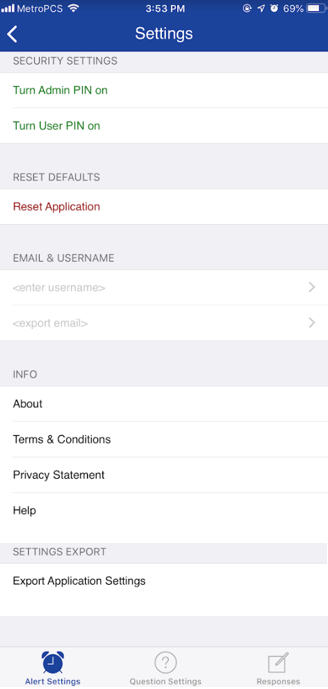 MetroPCS 3:53 PM 69%
Settings
SECURITY SETTINGS
Turn Admin PIN on
Turn User PIN on
RESET DEFAULTS
Reset Application
EMAIL & USERNAME
<enter username>
<export email>
INFO
About
Terms & Conditions
Privacy Statement
Help
SETTINGS EXPORT
Export Application Settings
Alert Settings Question Settings Responses